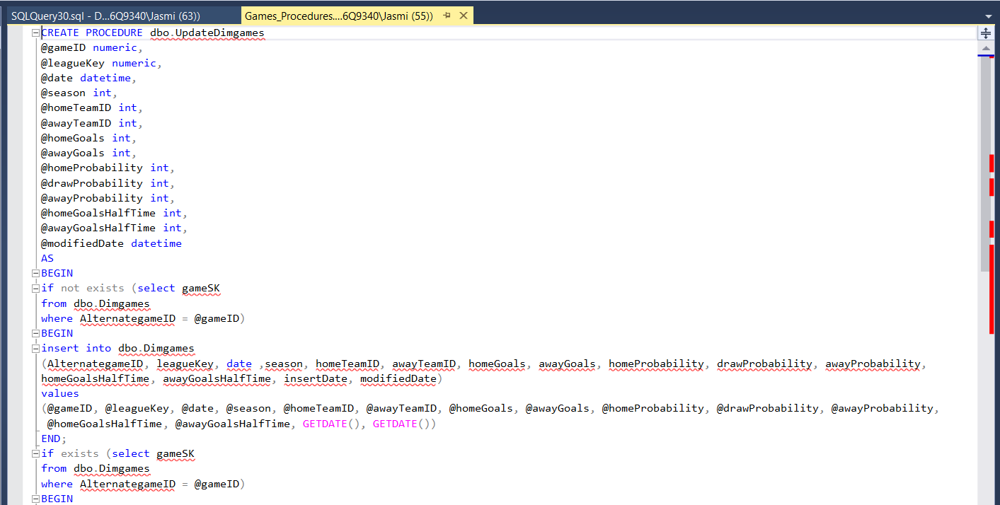 SQLQuery30.sql - D...6Q9340\Jasmi (63))
Games_Procedures....6Q9340\Jasmi (55))
CREATE PROCEDURE dbo.UpdateDimgames
@gameID numeric,
@leagueKey numeric,
@date datetime,
@season int,
@homeTeamID int,
@awayTeamID int,
@homeGoals int,
@awayGoals int,
@homeProbability int,
@drawProbability int,
@awayProbability int,
@homeGoalsHalfTime int,
@awayGoalsHalfTime int,
@modifiedDate datetime
AS
BEGIN
if not exists (select gameSK
from dbo.Dimgames
where AlternategameID = @gameID)
BEGIN
insert into dbo.Dimgames
(AlternategameID, leagueKey, date ,season, homeTeamID, awayTeamID, homeGoals, awayGoals, homeProbability, drawProbability, awayProbability,
homeGoalsHalfTime, awayGoalsHalfTime, insertDate, modifiedDate)
values
(@gameID, @leagueKey, @date, @season, @homeTeamID, @awayTeamID, @homeGoals, @awayGoals, @homeProbability, @drawProbability, @awayProbability,
@homeGoalsHalfTime, @awayGoalsHalfTime, GETDATE(), GETDATE())
END;
if exists (select gameSK
from dbo.Dimgames
where AlternategameID = @gameID)
BEGIN